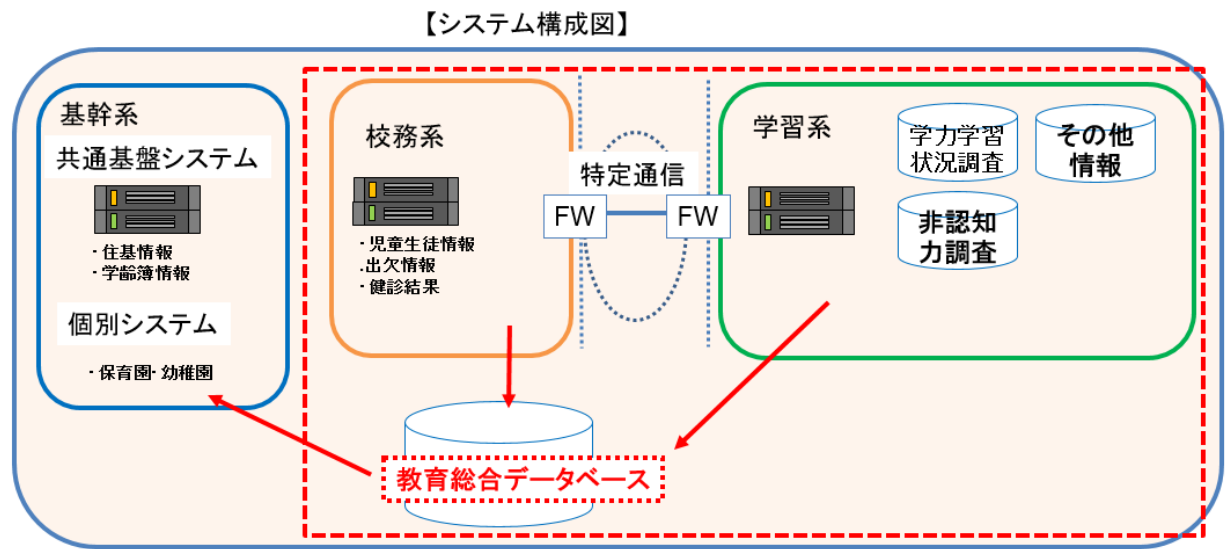 【システム構成図】
基幹系
共通基盤システム
・住基情報
・学齢簿情報
個別システム
・保育園・幼稚園
校務系
・児童生徒情報
.出欠情報
・健診結果
特定通信
FW
FW
学習系
学力学習
状況調査
その他
情報
非認知
力調査
教育総合データベース